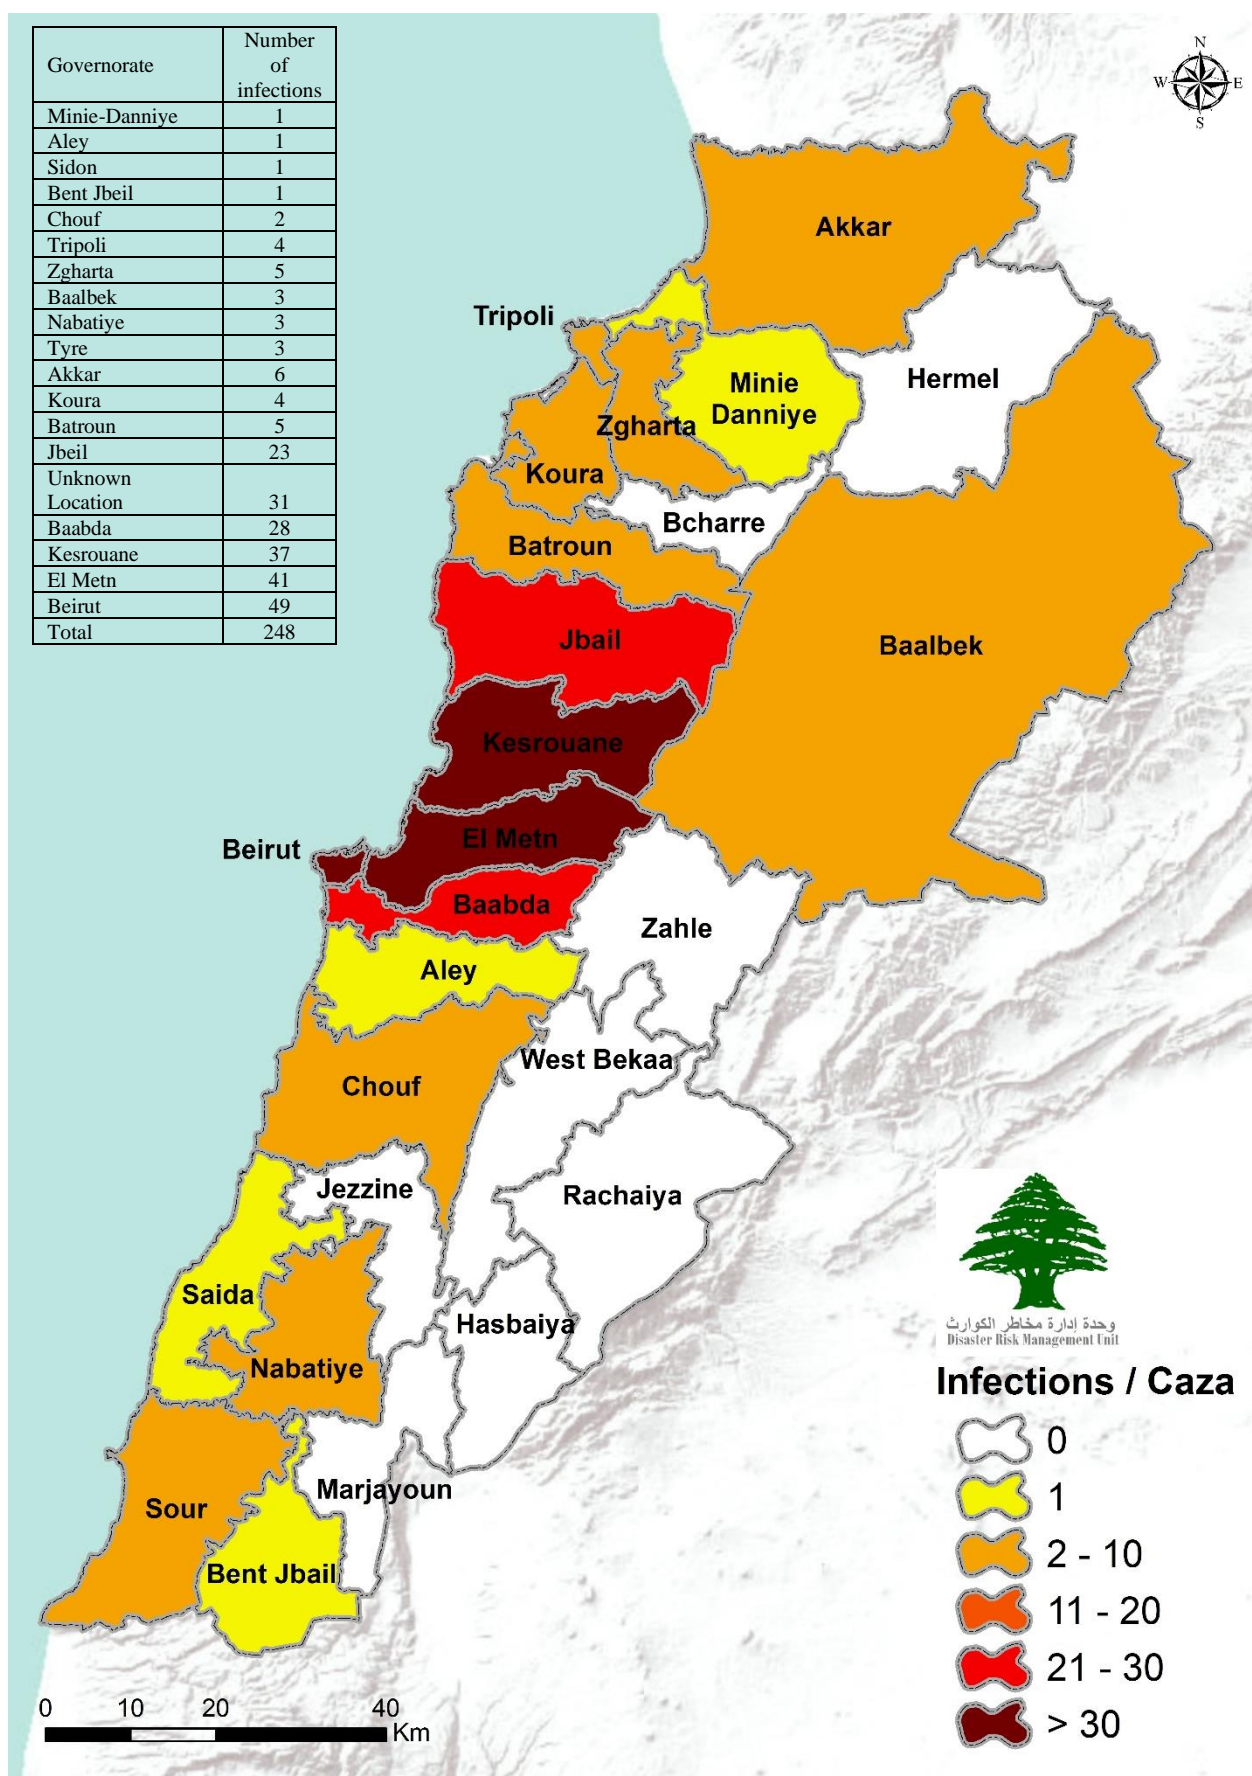 Governorate Number of infections
Minie-Danniye 1
Aley 1
Sidon 1
Bent Jbeil 1
Chouf 2
Tripoli 4
Zgharta 5
Baalbek 3
Nabatiye 3
Tyre 3
Akkar 6
Koura 4
Batroun 5
Jbeil 23
Unknown Location 31
Baabda 28
Kesrouane 37
El Metn 41
Beirut 49
Total 248
N
W E
S
Akkar
Tripoli
Hermel
Minie
Danniye
Zgharta
Koura
Bcharre
Batroun
Jbail
Baalbek
Kesrouane
El Metn
Beirut
Baabda
Zahle
Aley
West Bekaa
Chouf
Jezzine
Rachaiya
Saida
Hasbaiya
Nabatiye
Marjayoun
Sour
Bent Jbail
وحدة إدارة مخاطر الكوارث
Disaster Risk Management Unit
Infections / Caza
0
1
2 - 10
11 - 20
21 - 30
> 30
0 10 20 40
Km